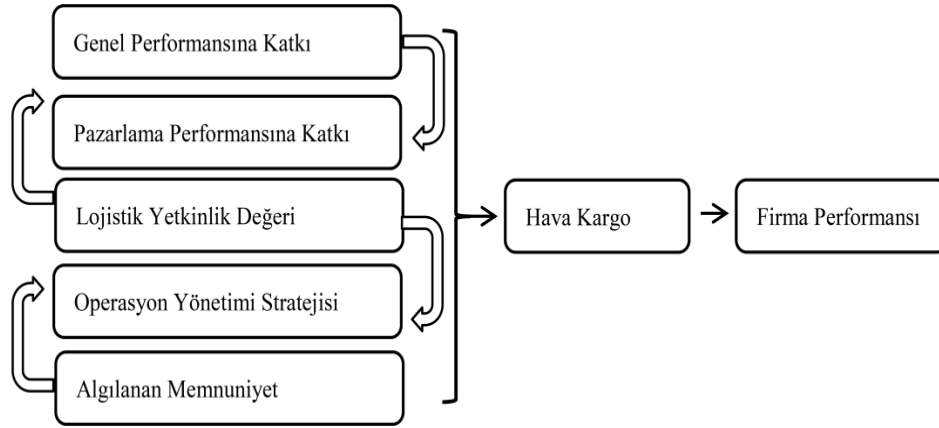 Genel Performansına Katkı
Pazarlama Performansına Katkı
Lojistik Yetkinlik Değeri
Operasyon Yönetimi Stratejisi
Algılanan Memnuniyet
Hava Kargo
Firma Performansı